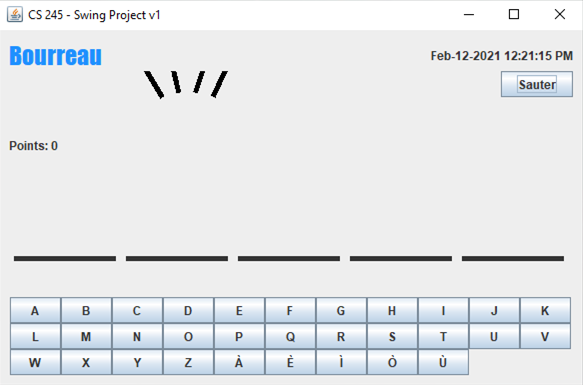 CS 245 - Swing Project v1
Bourreau
Feb-12-2021 12:21:15 PM
Sauter
Points: 0
A B C D E F G H I J K
L M N O P Q R S T U V
W X Y Z À È Ì Ò Ù